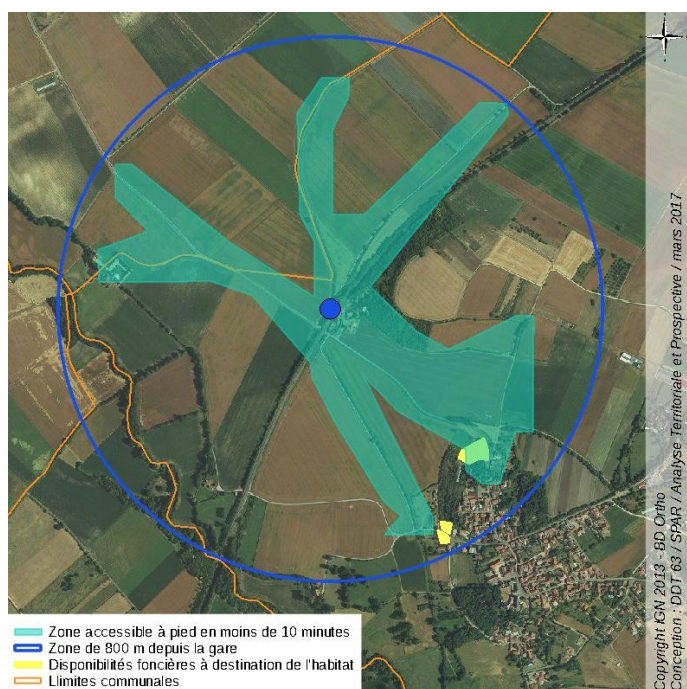 Zone accessible à pied en moins de 10 minutes
Zone de 800 m depuis la gare
Disponibilités foncières à destination de l'habitat
Llimites communales
Copyright IGN 2013 - BD Ortho
Conception : DDT 63 / SPAR / Analyse Territoriale et Prospective / mars 2017